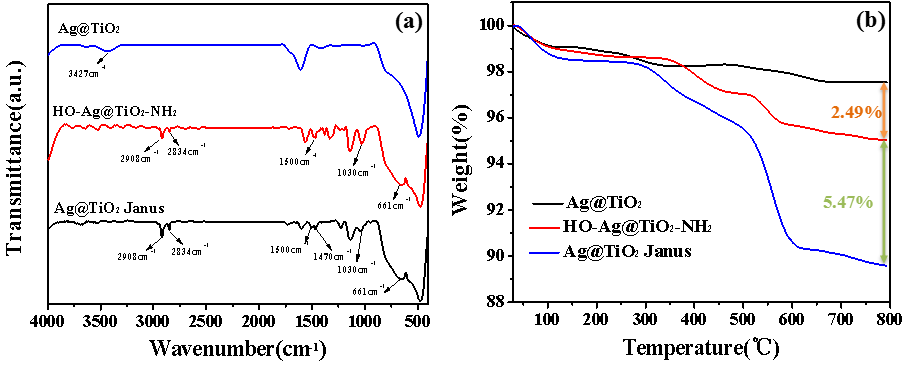 (a)
Ag@TiO₂
3427cm⁻¹
HO-Ag@TiO₂-NH₂
2908cm⁻¹
2834cm⁻¹
1500cm⁻¹
1030cm⁻¹
661cm⁻¹
Ag@TiO₂ Janus
2908cm⁻¹
2834cm⁻¹
1500cm⁻¹
1470cm⁻¹
1030cm⁻¹
661cm⁻¹
Transmittance(a.u.)
4000 3500 3000 2500 2000 1500 1000 500
Wavenumber(cm⁻¹)
(b)
100
98
95
93
90
88
Weight(%)
2.49%
5.47%
Ag@TiO₂
HO-Ag@TiO₂-NH₂
Ag@TiO₂ Janus
100 200 300 400 500 600 700 800
Temperature(℃)